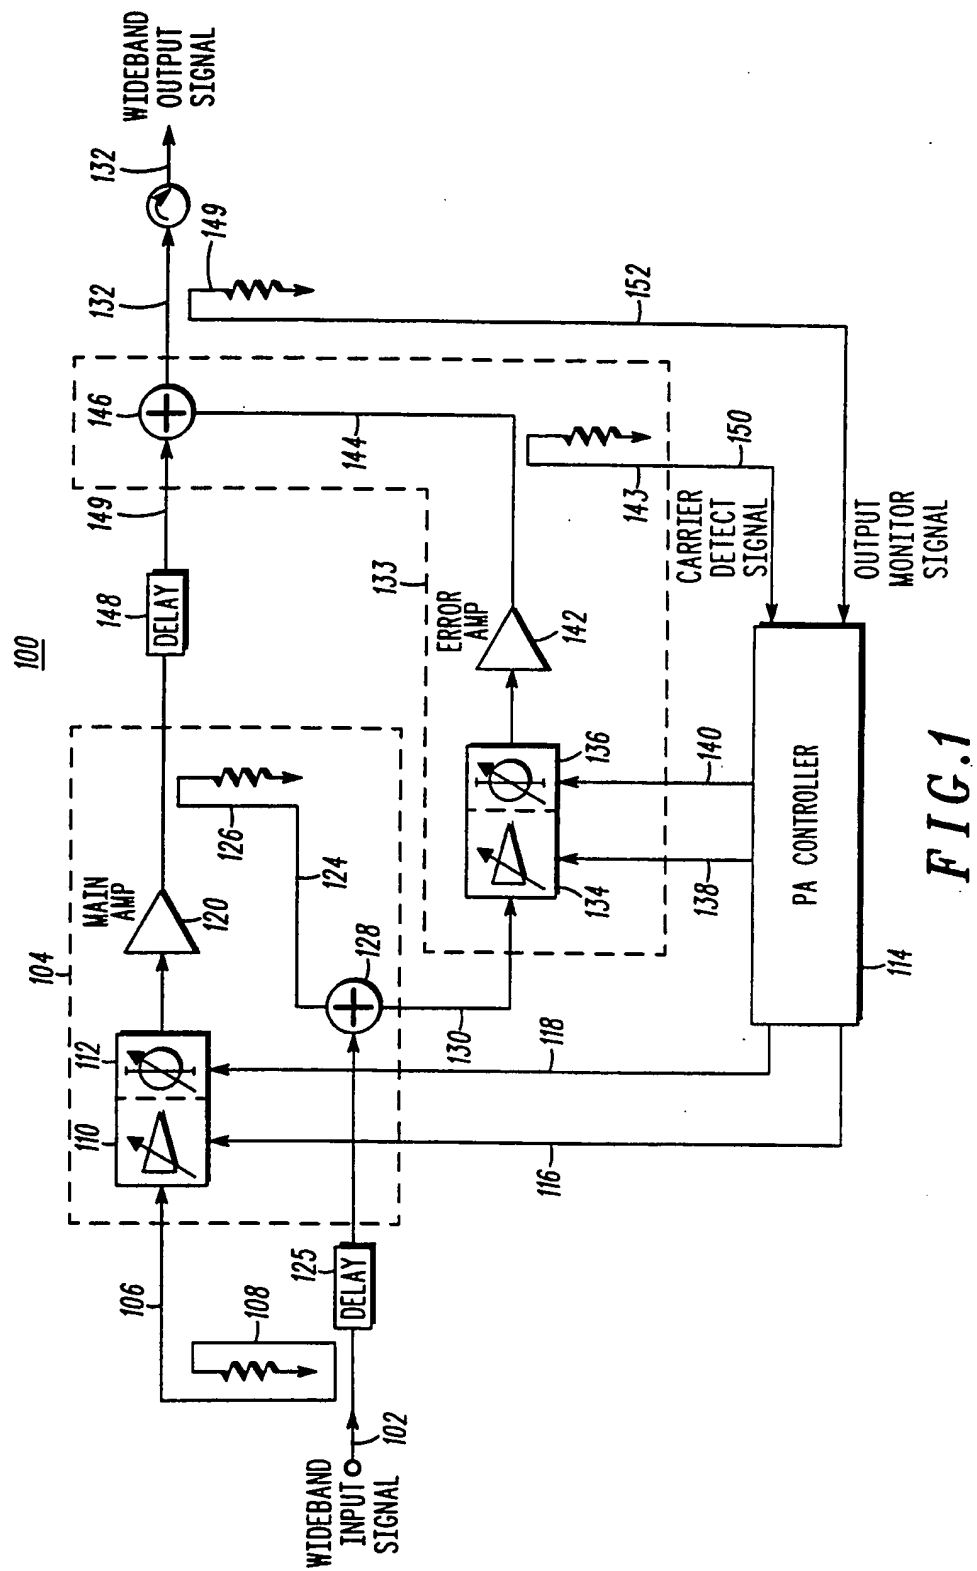 100
WIDEBAND
OUTPUT
SIGNAL
132
132
149
146
149
148
DELAY
104
MAIN
AMP
120
112
110
106
108
126
124
128
130
125
DELAY
WIDEBAND
INPUT
SIGNAL
102
133
144
ERROR
AMP
142
136
134
143
150
152
CARRIER
DETECT
SIGNAL
OUTPUT
MONITOR
SIGNAL
140
138
118
116
PA CONTROLLER
114
FIG.1